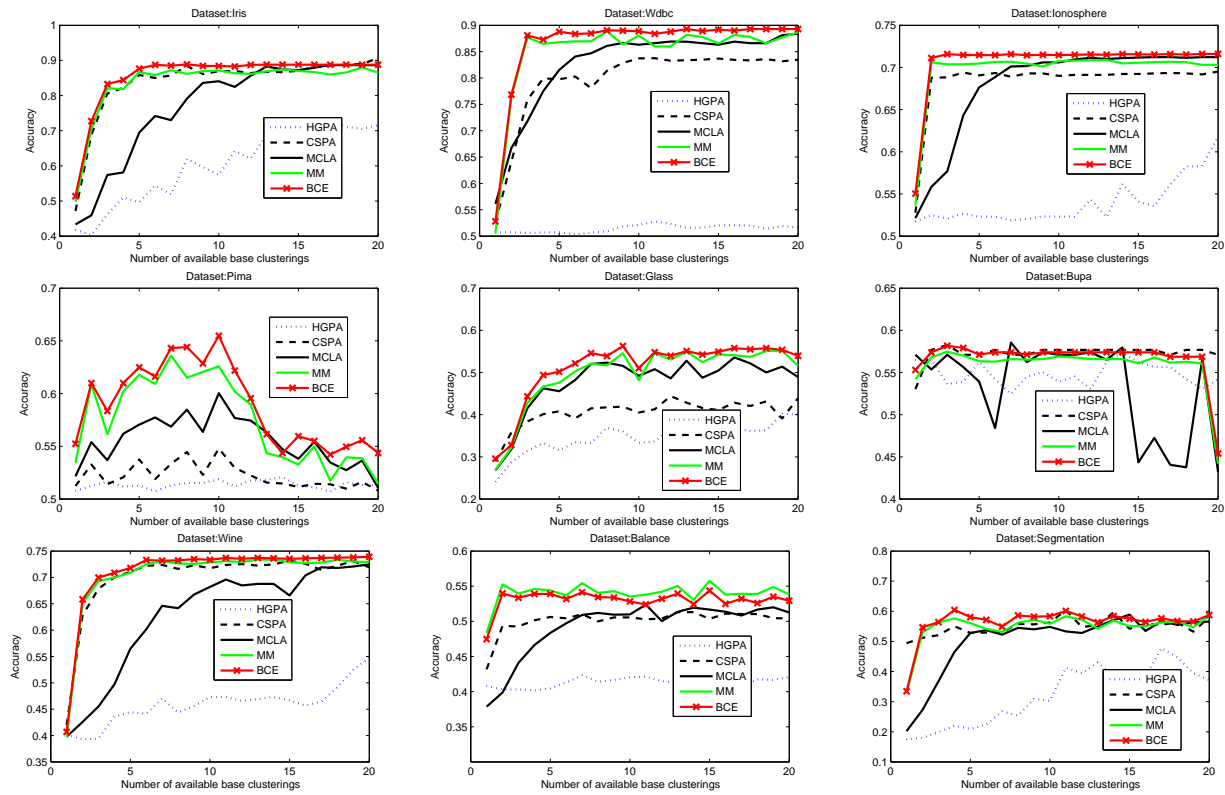 Dataset:Iris
1
0.9
0.8
0.7
0.6
0.5
0.4
0
5
10
15
20
Accuracy
Number of available base clusterings
HGPA
CSPA
MCLA
MM
BCE
Dataset:Wdbc
0.9
0.85
0.8
0.75
0.7
0.65
0.6
0.55
0.5
0
5
10
15
20
Accuracy
Number of available base clusterings
HGPA
CSPA
MCLA
MM
BCE
Dataset:Ionosphere
0.75
0.7
0.65
0.6
0.55
0.5
0
5
10
15
20
Accuracy
Number of available base clusterings
HGPA
CSPA
MCLA
MM
BCE
Dataset:Pima
0.7
0.65
0.6
0.55
0.5
0
5
10
15
20
Accuracy
Number of available base clusterings
HGPA
CSPA
MCLA
MM
BCE
Dataset:Glass
0.7
0.6
0.5
0.4
0.3
0.2
0
5
10
15
20
Accuracy
Number of available base clusterings
HGPA
CSPA
MCLA
MM
BCE
Dataset:Bupa
0.65
0.6
0.55
0.5
0.45
0.4
0
5
10
15
20
Accuracy
Number of available base clusterings
HGPA
CSPA
MCLA
MM
BCE
Dataset:Wine
0.75
0.7
0.65
0.6
0.55
0.5
0.45
0.4
0.35
0
5
10
15
20
Accuracy
Number of available base clusterings
HGPA
CSPA
MCLA
MM
BCE
Dataset:Balance
0.6
0.55
0.5
0.45
0.4
0.35
0
5
10
15
20
Accuracy
Number of available base clusterings
HGPA
CSPA
MCLA
MM
BCE
Dataset:Segmentation
0.8
0.7
0.6
0.5
0.4
0.3
0.2
0.1
0
5
10
15
20
Accuracy
Number of available base clusterings
HGPA
CSPA
MCLA
MM
BCE